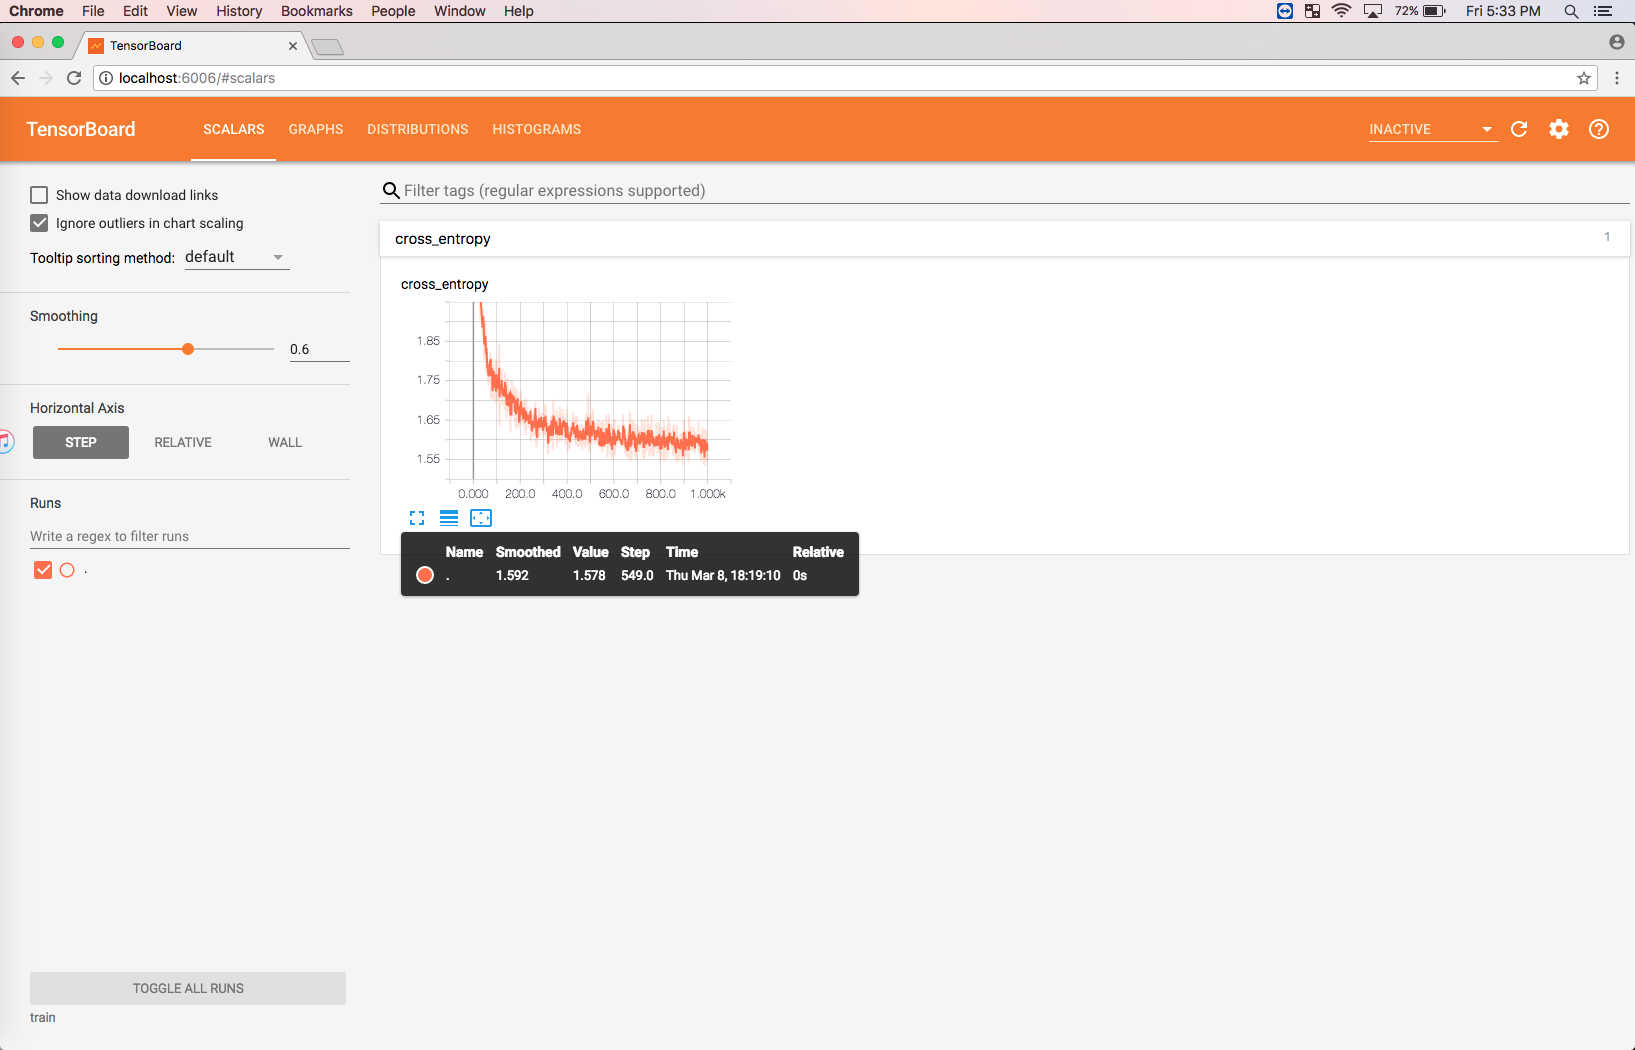 Chrome File Edit View History Bookmarks People Window Help 72% Fri 5:33 PM
TensorBoard
localhost:6006/#scalars
TensorBoard SCALARS GRAPHS DISTRIBUTIONS HISTOGRAMS INACTIVE
Show data download links
Ignore outliers in chart scaling
Tooltip sorting method: default
Smoothing
0.6
Horizontal Axis
STEP RELATIVE WALL
Runs
Write a regex to filter runs
.
TOGGLE ALL RUNS
train
Filter tags (regular expressions supported)
cross_entropy 1
cross_entropy
1.85
1.75
1.65
1.55
0.000 200.0 400.0 600.0 800.0 1.000k
Name Smoothed Value Step Time Relative
. 1.592 1.578 549.0 Thu Mar 8, 18:19:10 0s